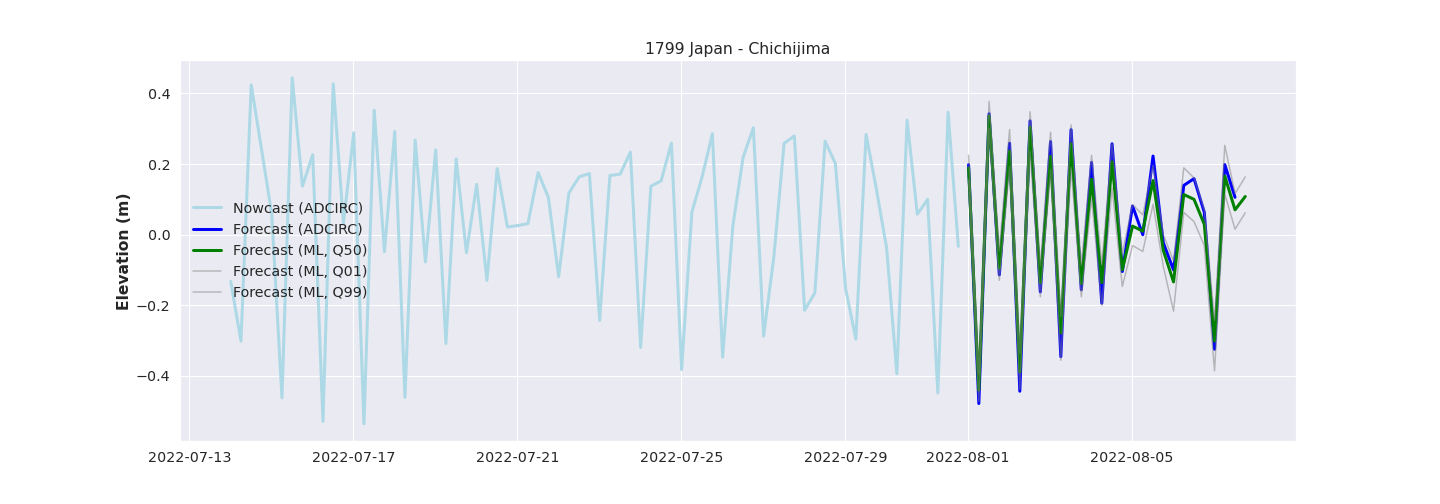 1799 Japan - Chichijima
Elevation (m)
0.4
0.2
0.0
−0.2
−0.4
Nowcast (ADCIRC)
Forecast (ADCIRC)
Forecast (ML, Q50)
Forecast (ML, Q01)
Forecast (ML, Q99)
2022-07-13 2022-07-17 2022-07-21 2022-07-25 2022-07-29 2022-08-01 2022-08-05